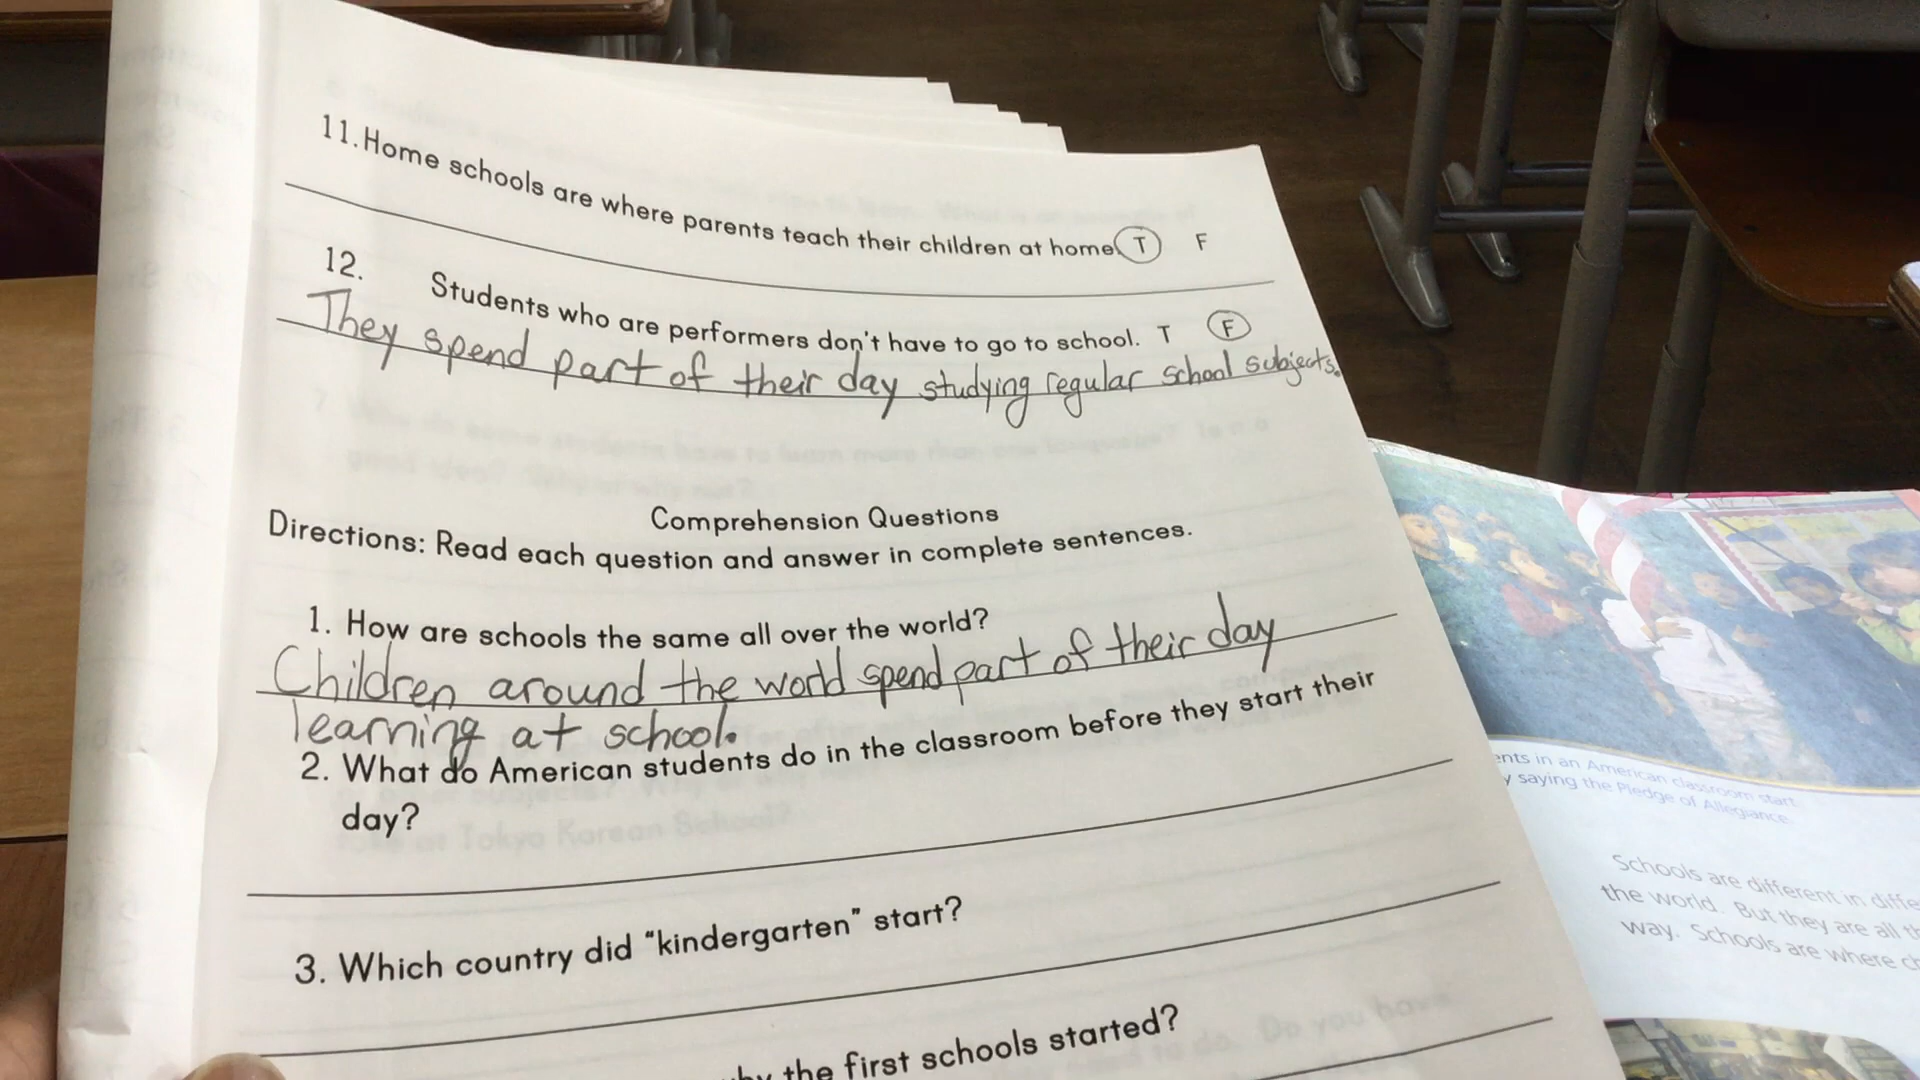 11. Home schools are where parents teach their children at home. T F
12. Students who are performers don't have to go to school. T F
They spend part of their day studying regular school subjects.
Comprehension Questions
Directions: Read each question and answer in complete sentences.
1. How are schools the same all over the world?
Children around the world spend part of their day
learning at school.
2. What do American students do in the classroom before they start their
day?
3. Which country did "kindergarten" start?
the first schools started?
in an American classroom start
saying the Pledge of Allegiance.
Schools are different in
the world. But they are all
way. Schools are where